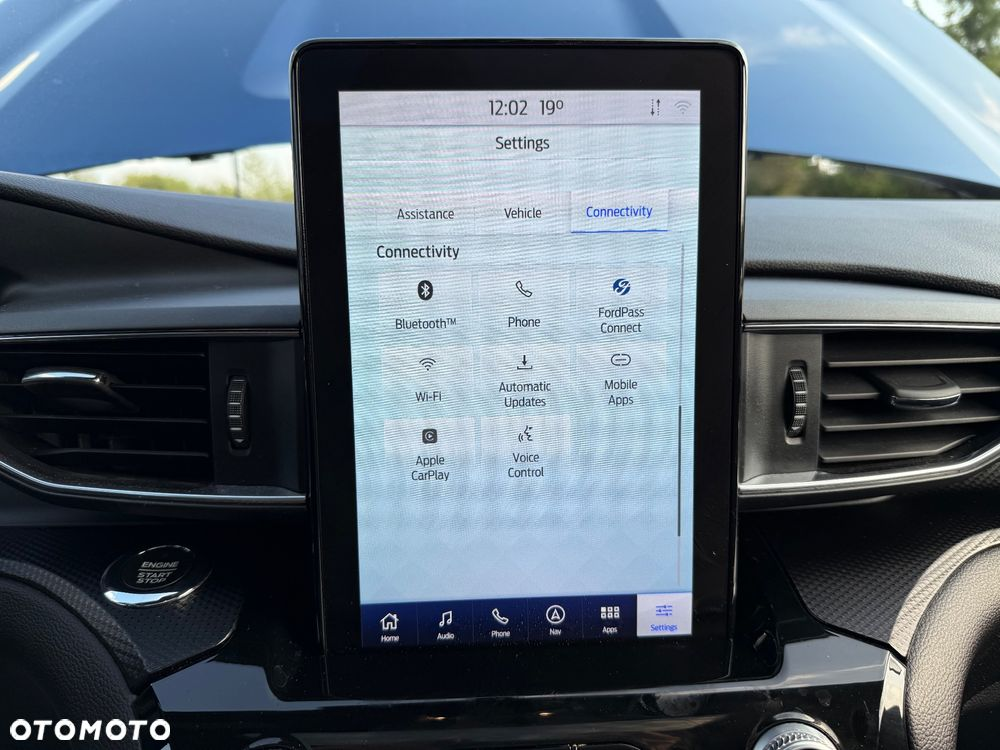 12:02 19º
Settings
Assistance Vehicle Connectivity
Connectivity
Bluetooth™ Phone FordPass
Connect
Wi-Fi Automatic
Updates Mobile
Apps
Apple
CarPlay Voice
Control
ENGINE
START
STOP
Home Audio Phone Nav Apps Settings
OTOMOTO